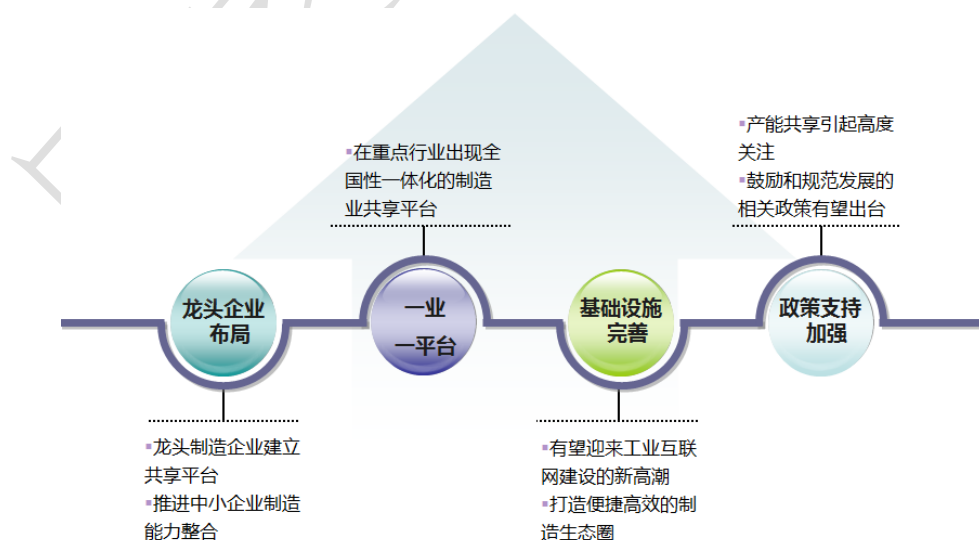 龙头企业
布局
▪龙头制造企业建立
共享平台
▪推进中小企业制造
能力整合
▪在重点行业出现全
国性一体化的制造
业共享平台
一业
一平台
基础设施
完善
▪有望迎来工业互联
网建设的新高潮
▪打造便捷高效的制
造生态圈
▪产能共享引起高度
关注
▪鼓励和规范发展的
相关政策有望出台
政策支持
加强